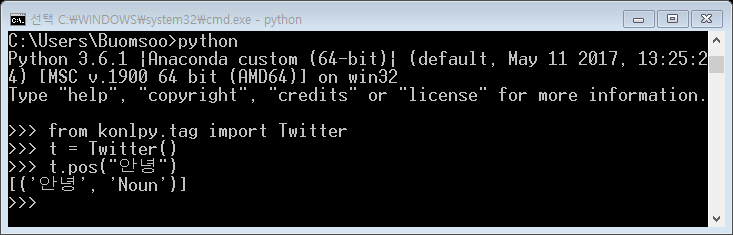 선택 C:₩WINDOWS₩system32₩cmd.exe - python
C:\Users\Buomsoo>python
Python 3.6.1 |Anaconda custom (64-bit)| (default, May 11 2017, 13:25:2
4) [MSC v.1900 64 bit (AMD64)] on win32
Type "help", "copyright", "credits" or "license" for more information.
>>> from konlpy.tag import Twitter
>>> t = Twitter()
>>> t.pos("안녕")
[('안녕', 'Noun')]
>>>